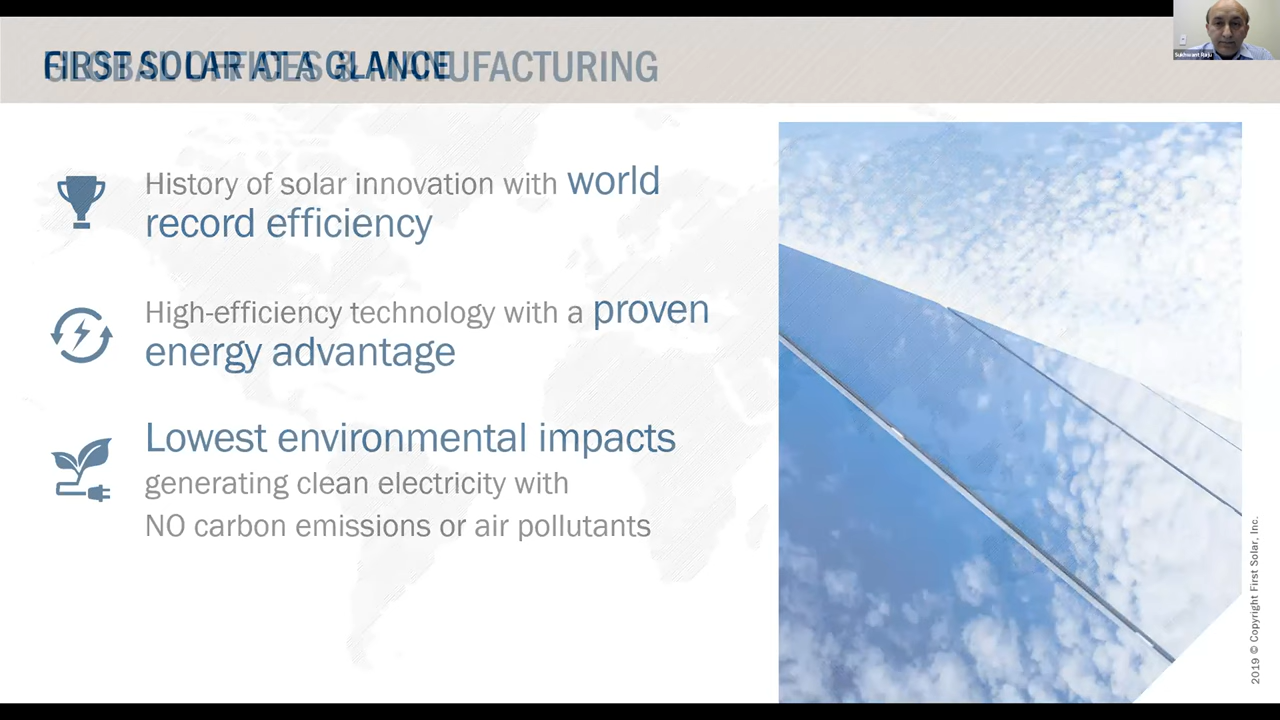 FIRST SOLAR AT A GLANCE
GLOBAL OFFICES & MANUFACTURING
History of solar innovation with world
record efficiency
High-efficiency technology with a proven
energy advantage
Lowest environmental impacts
generating clean electricity with
NO carbon emissions or air pollutants
2019 © Copyright First Solar, Inc.